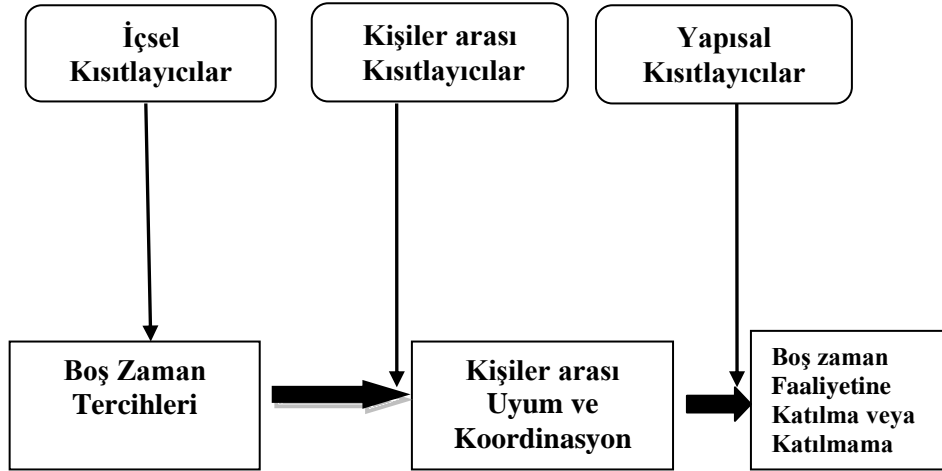 İçsel
Kısıtlayıcılar
Kişiler arası
Kısıtlayıcılar
Yapısal
Kısıtlayıcılar
Boş Zaman
Tercihleri
Kişiler arası
Uyum ve
Koordinasyon
Boş zaman
Faaliyetine
Katılma veya
Katılmama